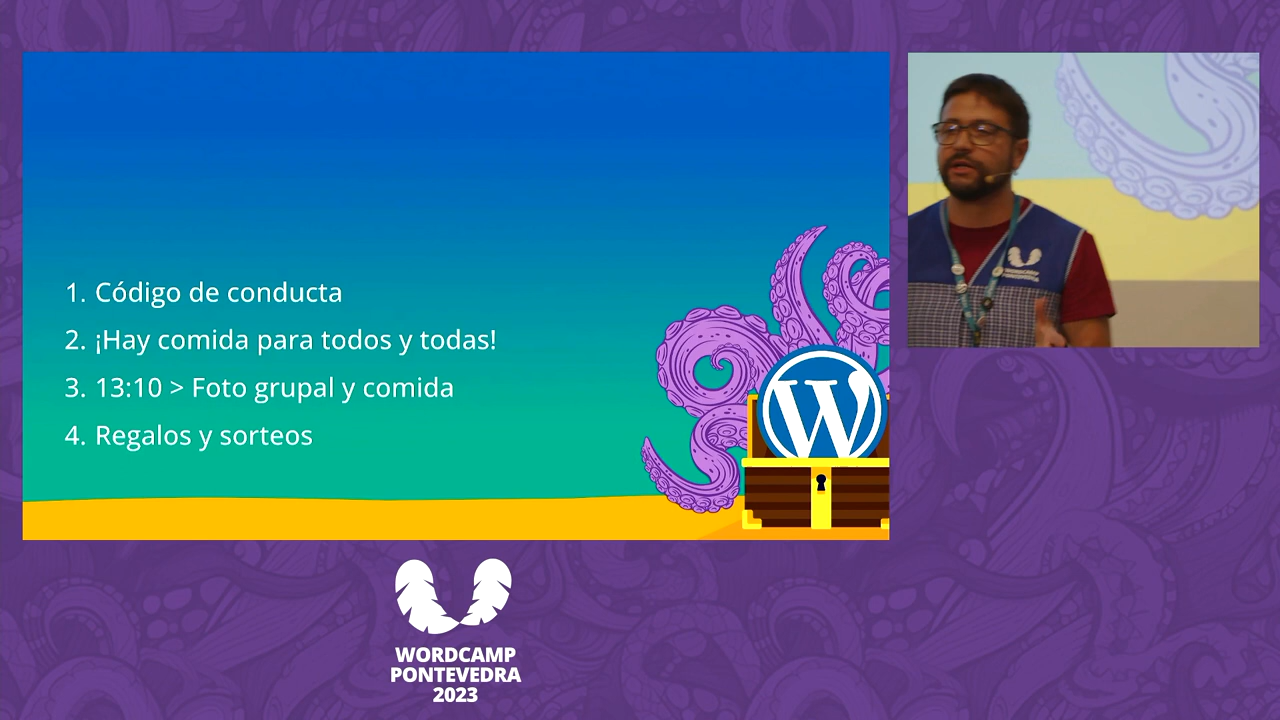 1. Código de conducta
2. ¡Hay comida para todos y todas!
3. 13:10 > Foto grupal y comida
4. Regalos y sorteos
W
WORDCAMP
PONTEVEDRA
2023